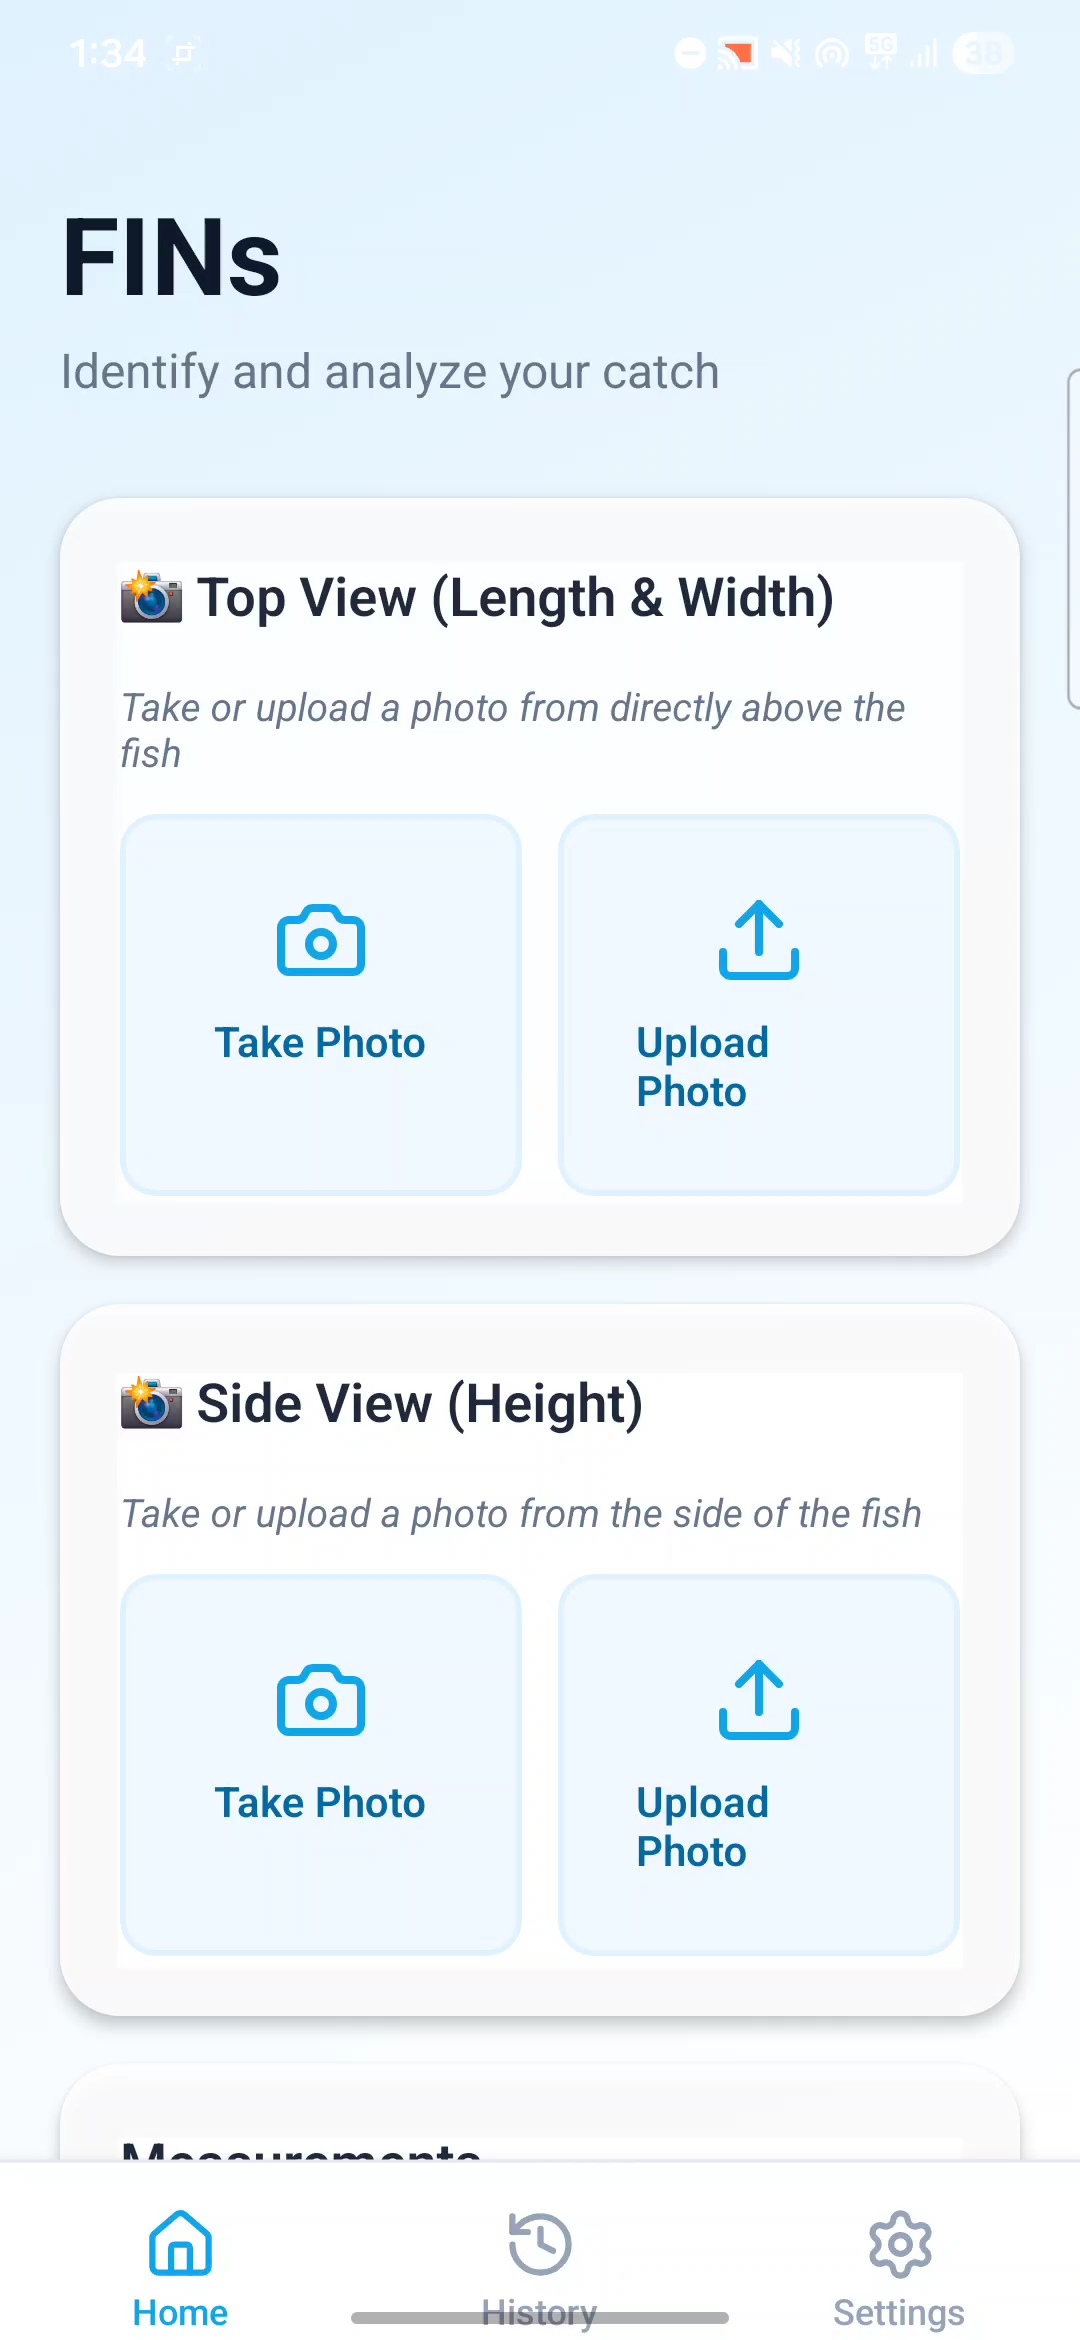 1:34
5G
38
FINs
Identify and analyze your catch
Top View (Length & Width)
Take or upload a photo from directly above the
fish
Take Photo
Upload
Photo
Side View (Height)
Take or upload a photo from the side of the fish
Take Photo
Upload
Photo
Measurements
Home
History
Settings